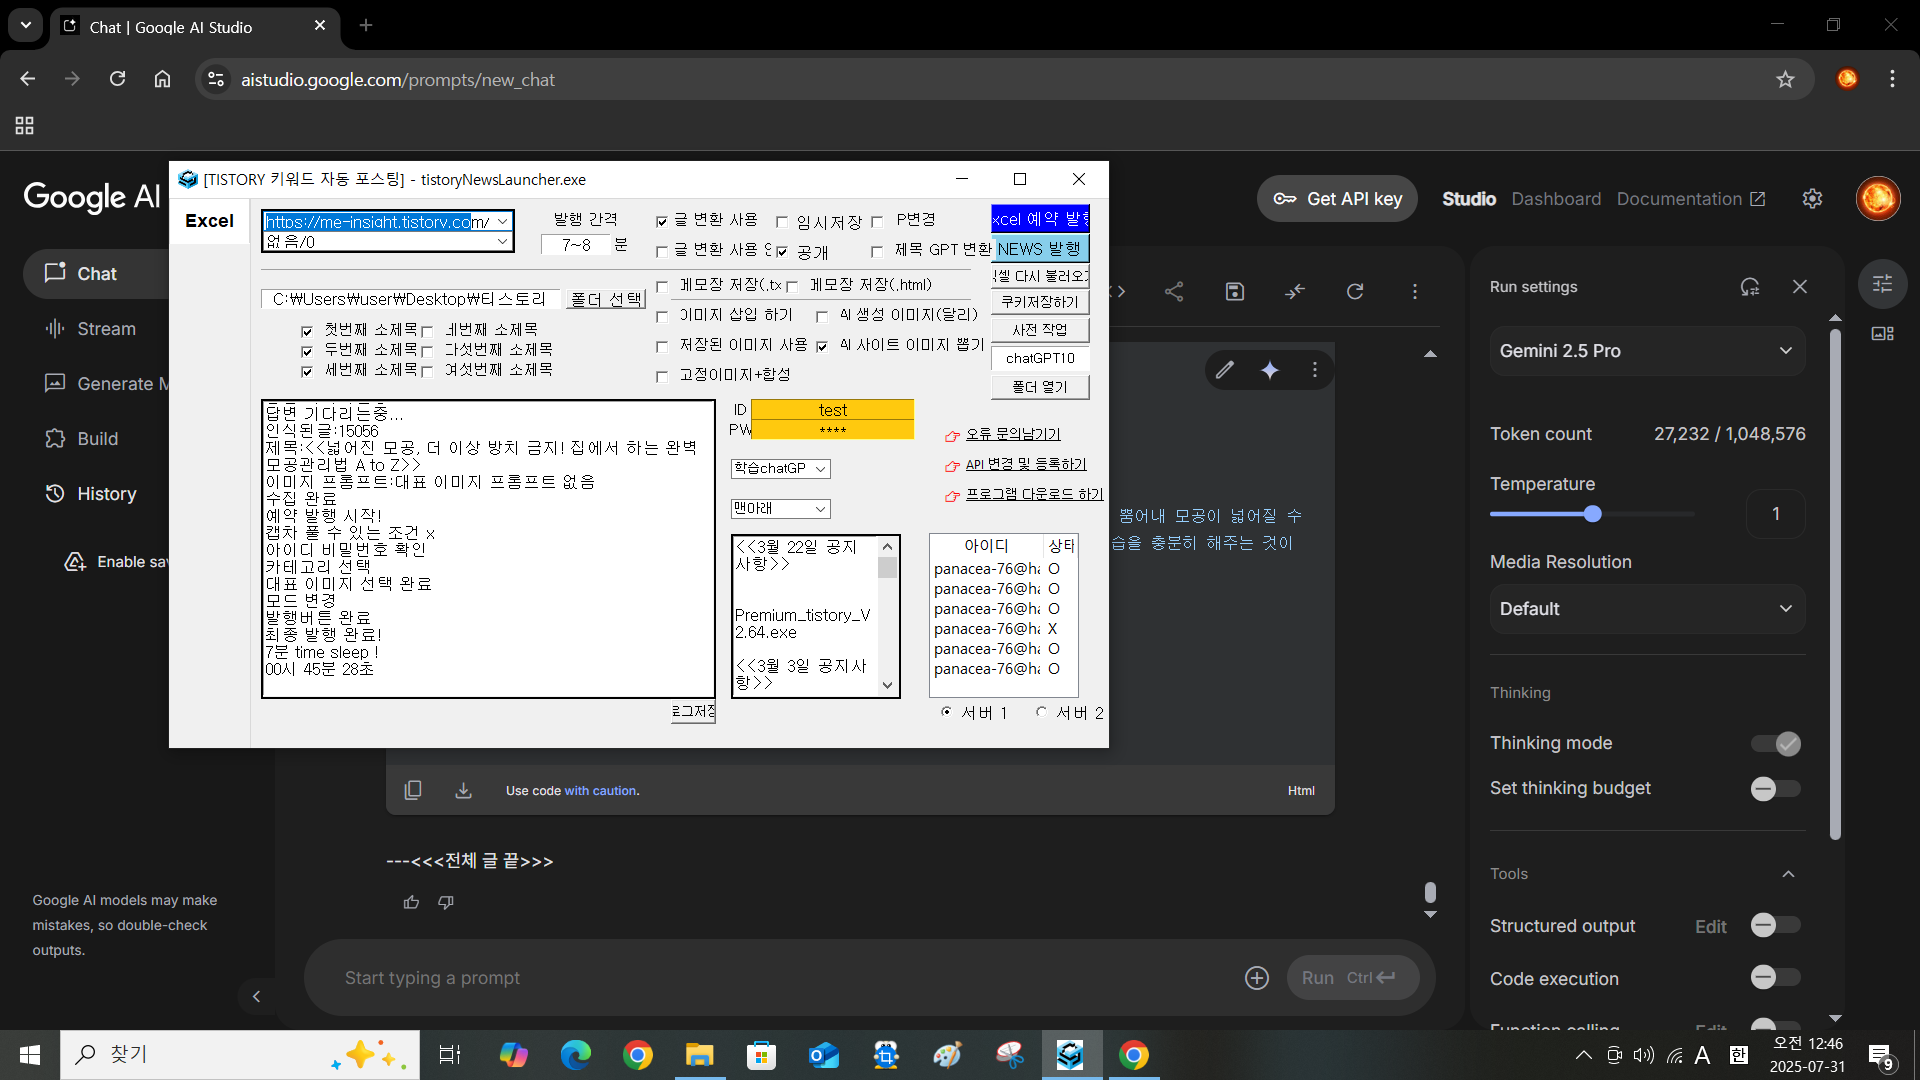 Chat | Google AI Studio
aistudio.google.com/prompts/new_chat
Google AI
Get API key
Studio
Dashboard
Documentation
Chat
Stream
Generate M
Build
History
Enable sav
Google AI models may make
mistakes, so double-check
outputs.
[TISTORY 키워드 자동 포스팅] - tistoryNewsLauncher.exe
Excel
https://me-insight.tistory.com/
없음/0
발행 간격
7~8 분
글 변환 사용
임시저장
P변경
공개
제목 GPT 변환
NEWS 발행
C:₩Users₩user₩Desktop₩티스토리
폴더 선택
첫번째 소제목
네번째 소제목
두번째 소제목
다섯번째 소제목
세번째 소제목
여섯번째 소제목
메모장 저장(.tx
메모장 저장(.html)
이미지 삽입 하기
AI 생성 이미지(달리)
저장된 이미지 사용
AI 사이트 이미지 뽑기
고정이미지+합성
쿠키저장하기
사전 작업
chatGPT10
폴더 열기
답변 기다리는중...
인식된글:15056
제목:<<넓어진 모공, 더 이상 방치 금지! 집에서 하는 완벽
모공관리법 A to Z>>
이미지 프롬프트:대표 이미지 프롬프트 없음
수집 완료
예약 발행 시작!
캡차 풀 수 있는 조건 x
아이디 비밀번호 확인
카테고리 선택
대표 이미지 선택 완료
모드 변경
발행버튼 완료
최종 발행 완료!
7분 time sleep !
00시 45분 28초
로그저장
ID test
PW ****
학습chatGP
맨아래
오류 문의남기기
API 변경 및 등록하기
프로그램 다운로드 하기
<<3월 22일 공지
사항>>
Premium_tistory_V
2.64.exe
<<3월 3일 공지사
항>>
아이디 상태
panacea-76@ha O
panacea-76@ha O
panacea-76@ha O
panacea-76@ha X
panacea-76@ha O
panacea-76@ha O
서버 1 서버 2
뿜어내 모공이 넓어질 수
습을 충분히 해주는 것이
Use code with caution.
Html
---<<<전체 글 끝>>>
Start typing a prompt
Run Ctrl
Run settings
Gemini 2.5 Pro
Token count 27,232 / 1,048,576
Temperature
1
Media Resolution
Default
Thinking
Thinking mode
Set thinking budget
Tools
Structured output Edit
Code execution
Function calling Edit
찾기
A
한
오전 12:46
2025-07-31
9